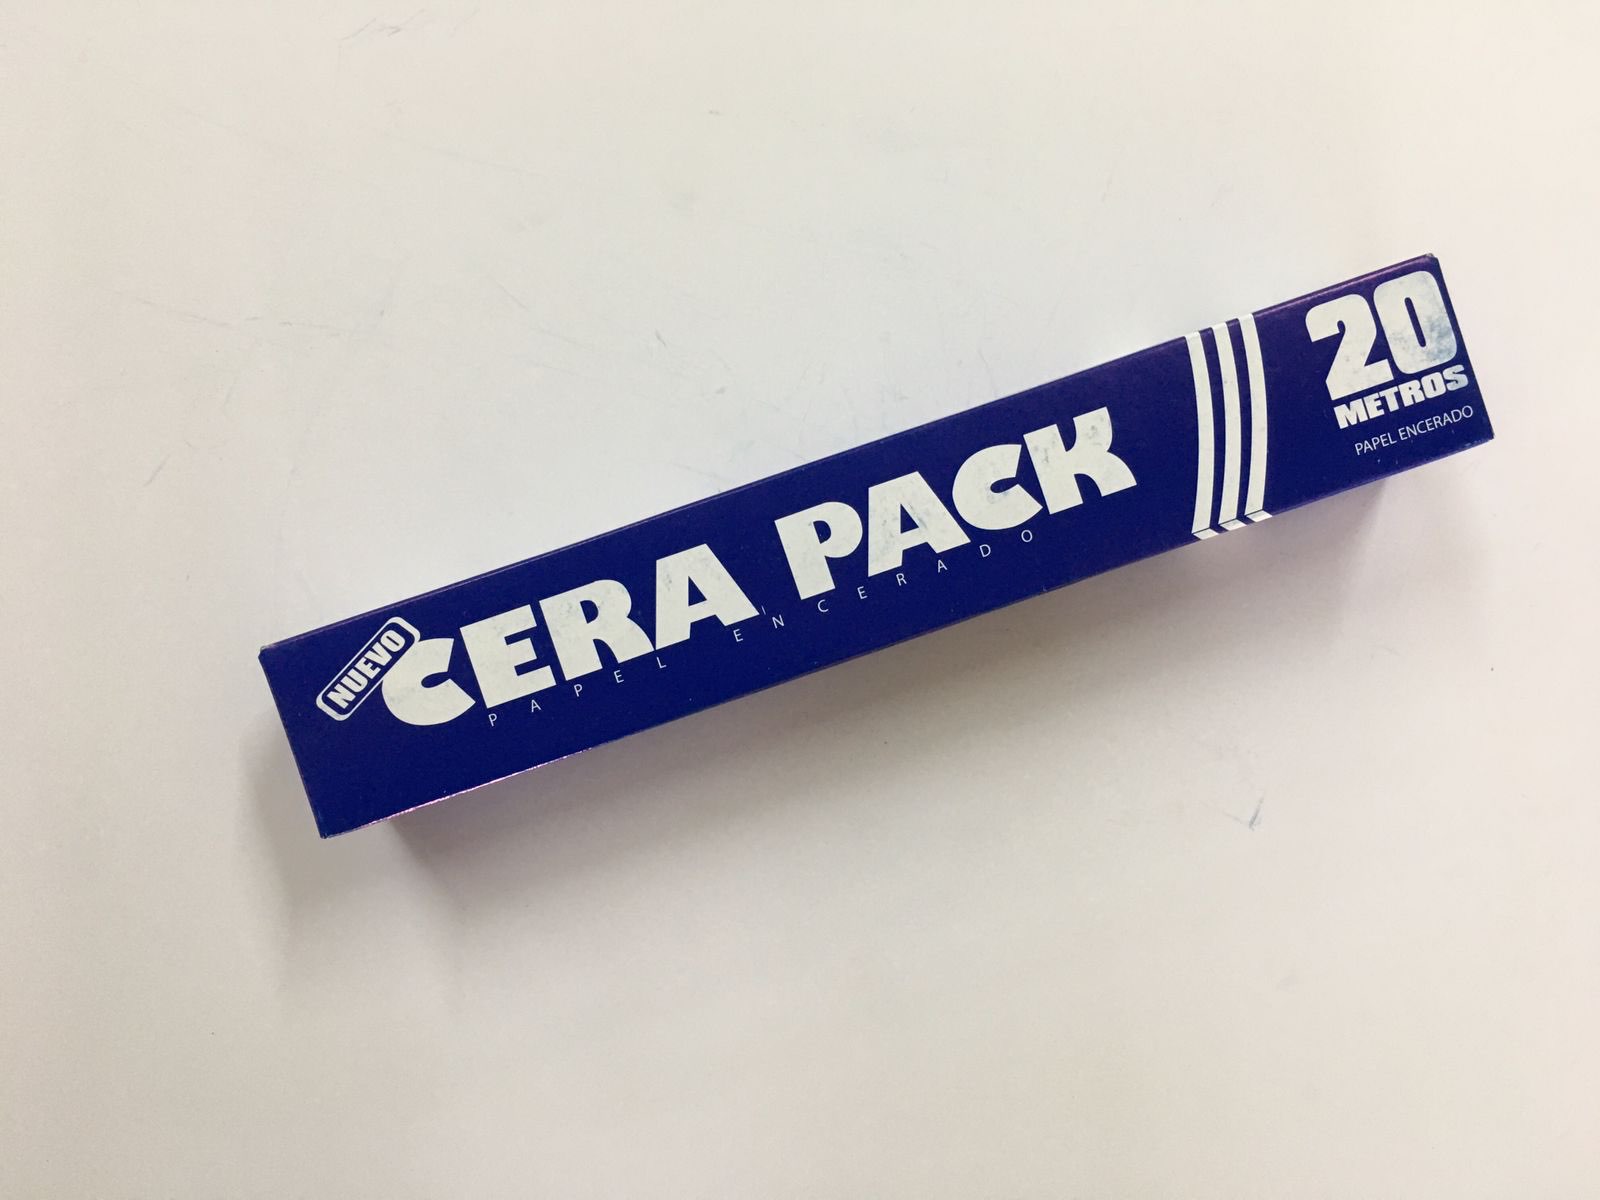 NUEVO
CERA PACK
PAPEL ENCERADO
20
METROS
PAPEL ENCERADO